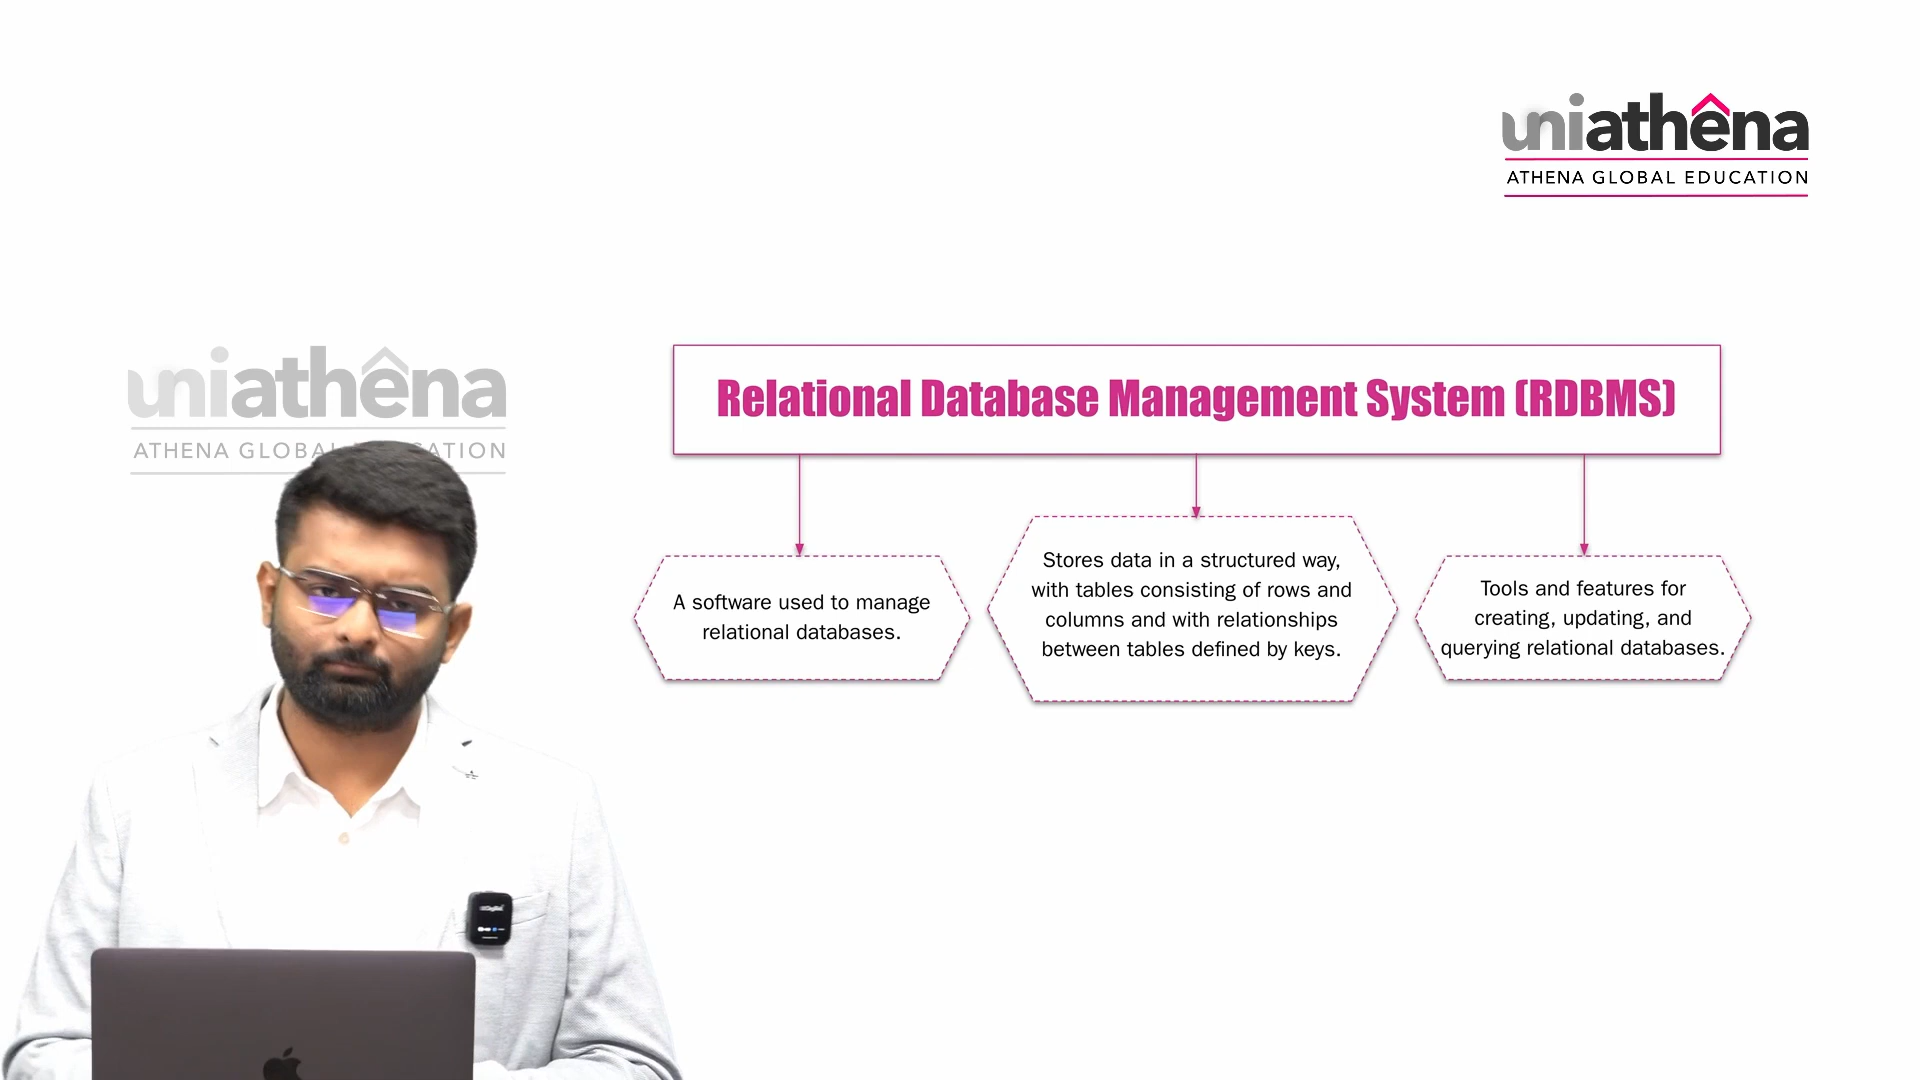 uniathena
ATHENA GLOBAL EDUCATION
uniathena
ATHENA GLOBAL
Relational Database Management System (RDBMS)
A software used to manage
relational databases.
Stores data in a structured way,
with tables consisting of rows and
columns and with relationships
between tables defined by keys.
Tools and features for
creating, updating, and
querying relational databases.